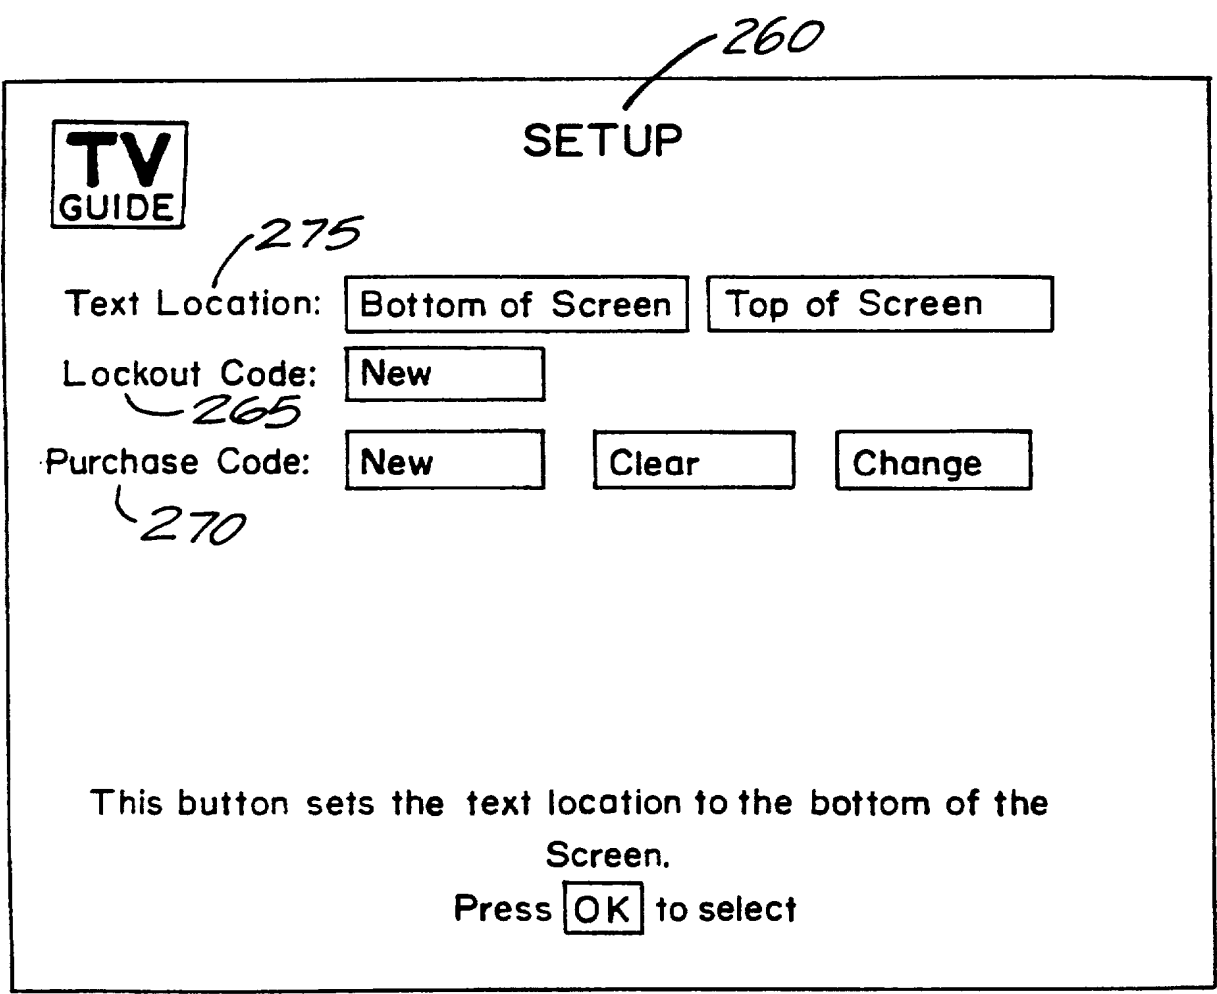 260
SETUP
TV
GUIDE
275
Text Location: Bottom of Screen Top of Screen
Lockout Code: New
265
Purchase Code: New Clear Change
270
This button sets the text location to the bottom of the
Screen.
Press OK to select